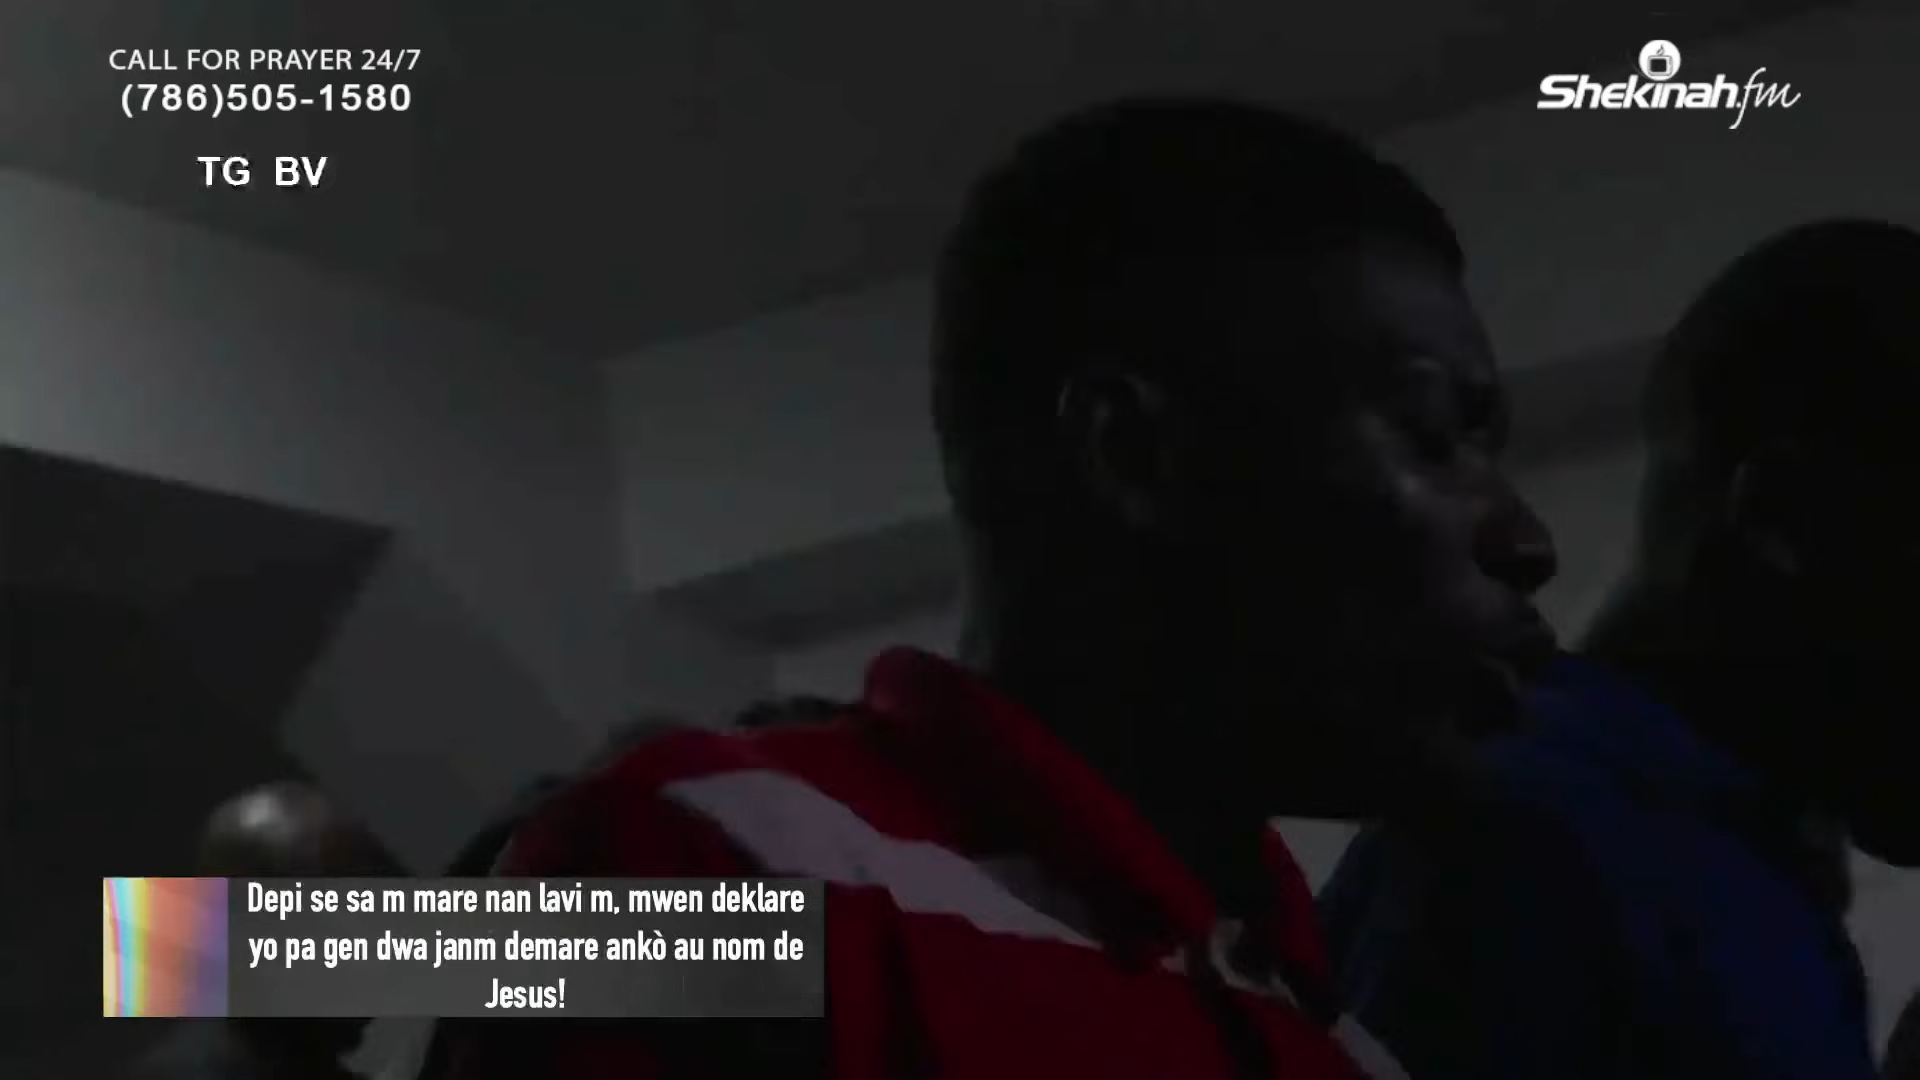 CALL FOR PRAYER 24/7
(786)505-1580
TG BV
Shekinah.fm
Depi se sa m mare nan lavi m, mwen deklare
yo pa gen dwa janm demare ankò au nom de
Jesus!